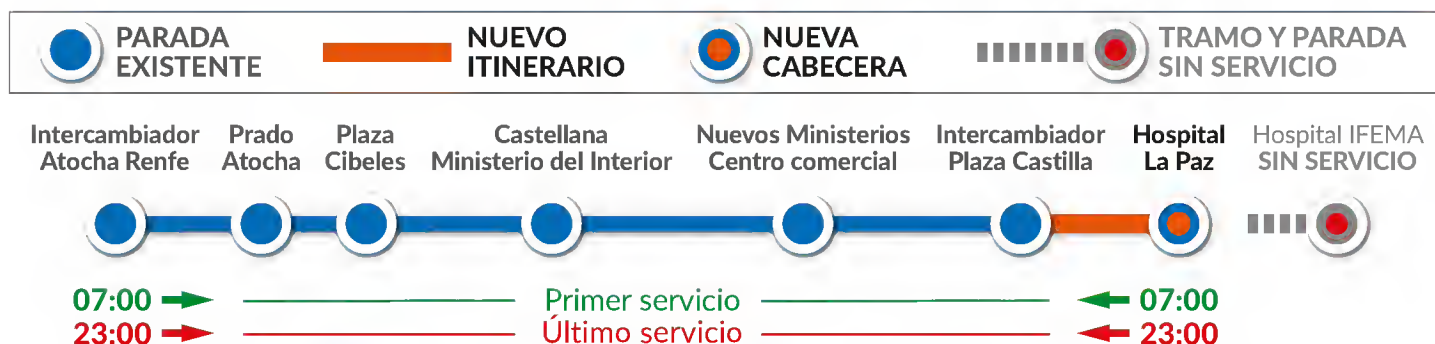 PARADA
EXISTENTE
NUEVO
ITINERARIO
NUEVA
CABECERA
TRAMO Y PARADA
SIN SERVICIO
Intercambiador
Atocha Renfe
Prado
Atocha
Plaza
Cibeles
Castellana
Ministerio del Interior
Nuevos Ministerios
Centro comercial
Intercambiador
Plaza Castilla
Hospital
La Paz
Hospital IFEMA
SIN SERVICIO
07:00 Primer servicio 07:00
23:00 Último servicio 23:00